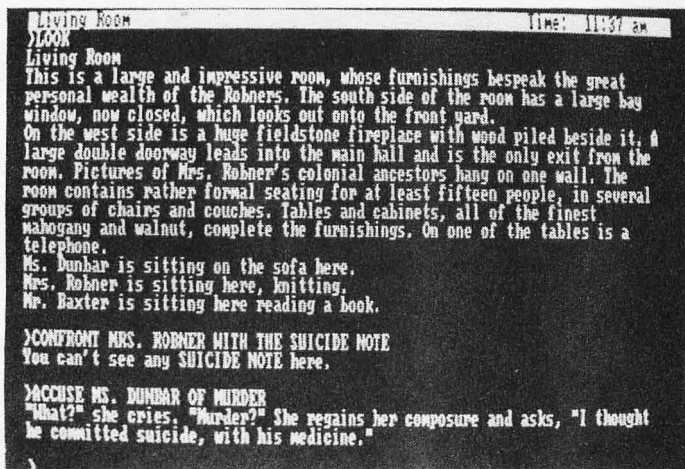 Living Room Time: 11:37 am
>LOOK
Living Room
This is a large and impressive room, whose furnishings bespeak the great
personal wealth of the Robners. The south side of the room has a large bay
window, now closed, which looks out onto the front yard.
On the west side is a huge fieldstone fireplace with wood piled beside it. A
large double doorway leads into the main hall and is the only exit from the
room. Pictures of Mrs. Robner's colonial ancestors hang on one wall. The
room contains rather formal seating for at least fifteen people, in several
groups of chairs and couches. Tables and cabinets, all of the finest
mahogany and walnut, complete the furnishings. On one of the tables is a
telephone.
Ms. Dunbar is sitting on the sofa here.
Mrs. Robner is sitting here, knitting.
Mr. Baxter is sitting here reading a book.
>CONFRONT MRS. ROBNER WITH THE SUICIDE NOTE
You can't see any SUICIDE NOTE here.
>ACCUSE MS. DUNBAR OF MURDER
"What?" she cries. "Murder?" She regains her composure and asks, "I thought
he committed suicide, with his medicine."
>